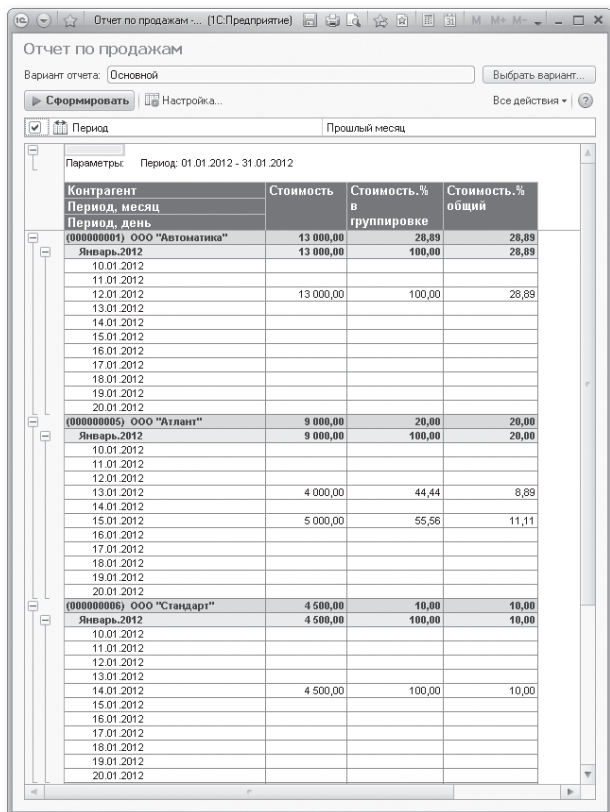 Отчет по продажам -... (1С:Предприятие) M M+ M-
Отчет по продажам
Вариант отчета: Основной Выбрать вариант...
Сформировать Настройка... Все действия ?
Период Прошлый месяц
Параметры: Период: 01.01.2012 - 31.01.2012
Контрагент Стоимость Стоимость.% Стоимость.%
Период, месяц в общий
Период, день группировке
(000000001) ООО "Автоматика" 13 000,00 28,89 28,89
Январь.2012 13 000,00 100,00 28,89
10.01.2012
11.01.2012
12.01.2012 13 000,00 100,00 28,89
13.01.2012
14.01.2012
15.01.2012
16.01.2012
17.01.2012
18.01.2012
19.01.2012
20.01.2012
(000000005) ООО "Атлант" 9 000,00 20,00 20,00
Январь.2012 9 000,00 100,00 20,00
10.01.2012
11.01.2012
12.01.2012
13.01.2012 4 000,00 44,44 8,89
14.01.2012
15.01.2012 5 000,00 55,56 11,11
16.01.2012
17.01.2012
18.01.2012
19.01.2012
20.01.2012
(000000006) ООО "Стандарт" 4 500,00 10,00 10,00
Январь.2012 4 500,00 100,00 10,00
10.01.2012
11.01.2012
12.01.2012
13.01.2012
14.01.2012 4 500,00 100,00 10,00
15.01.2012
16.01.2012
17.01.2012
18.01.2012
19.01.2012
20.01.2012